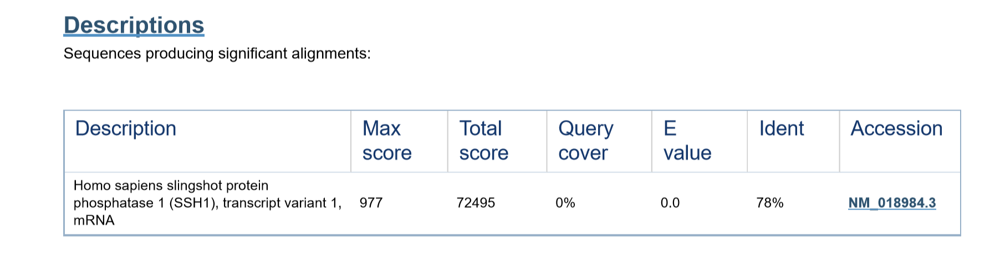 Descriptions
Sequences producing significant alignments:
Description
Max score
Total score
Query cover
E value
Ident
Accession
Homo sapiens slingshot protein
phosphatase 1 (SSH1), transcript variant 1,
mRNA
977
72495
0%
0.0
78%
NM_018984.3